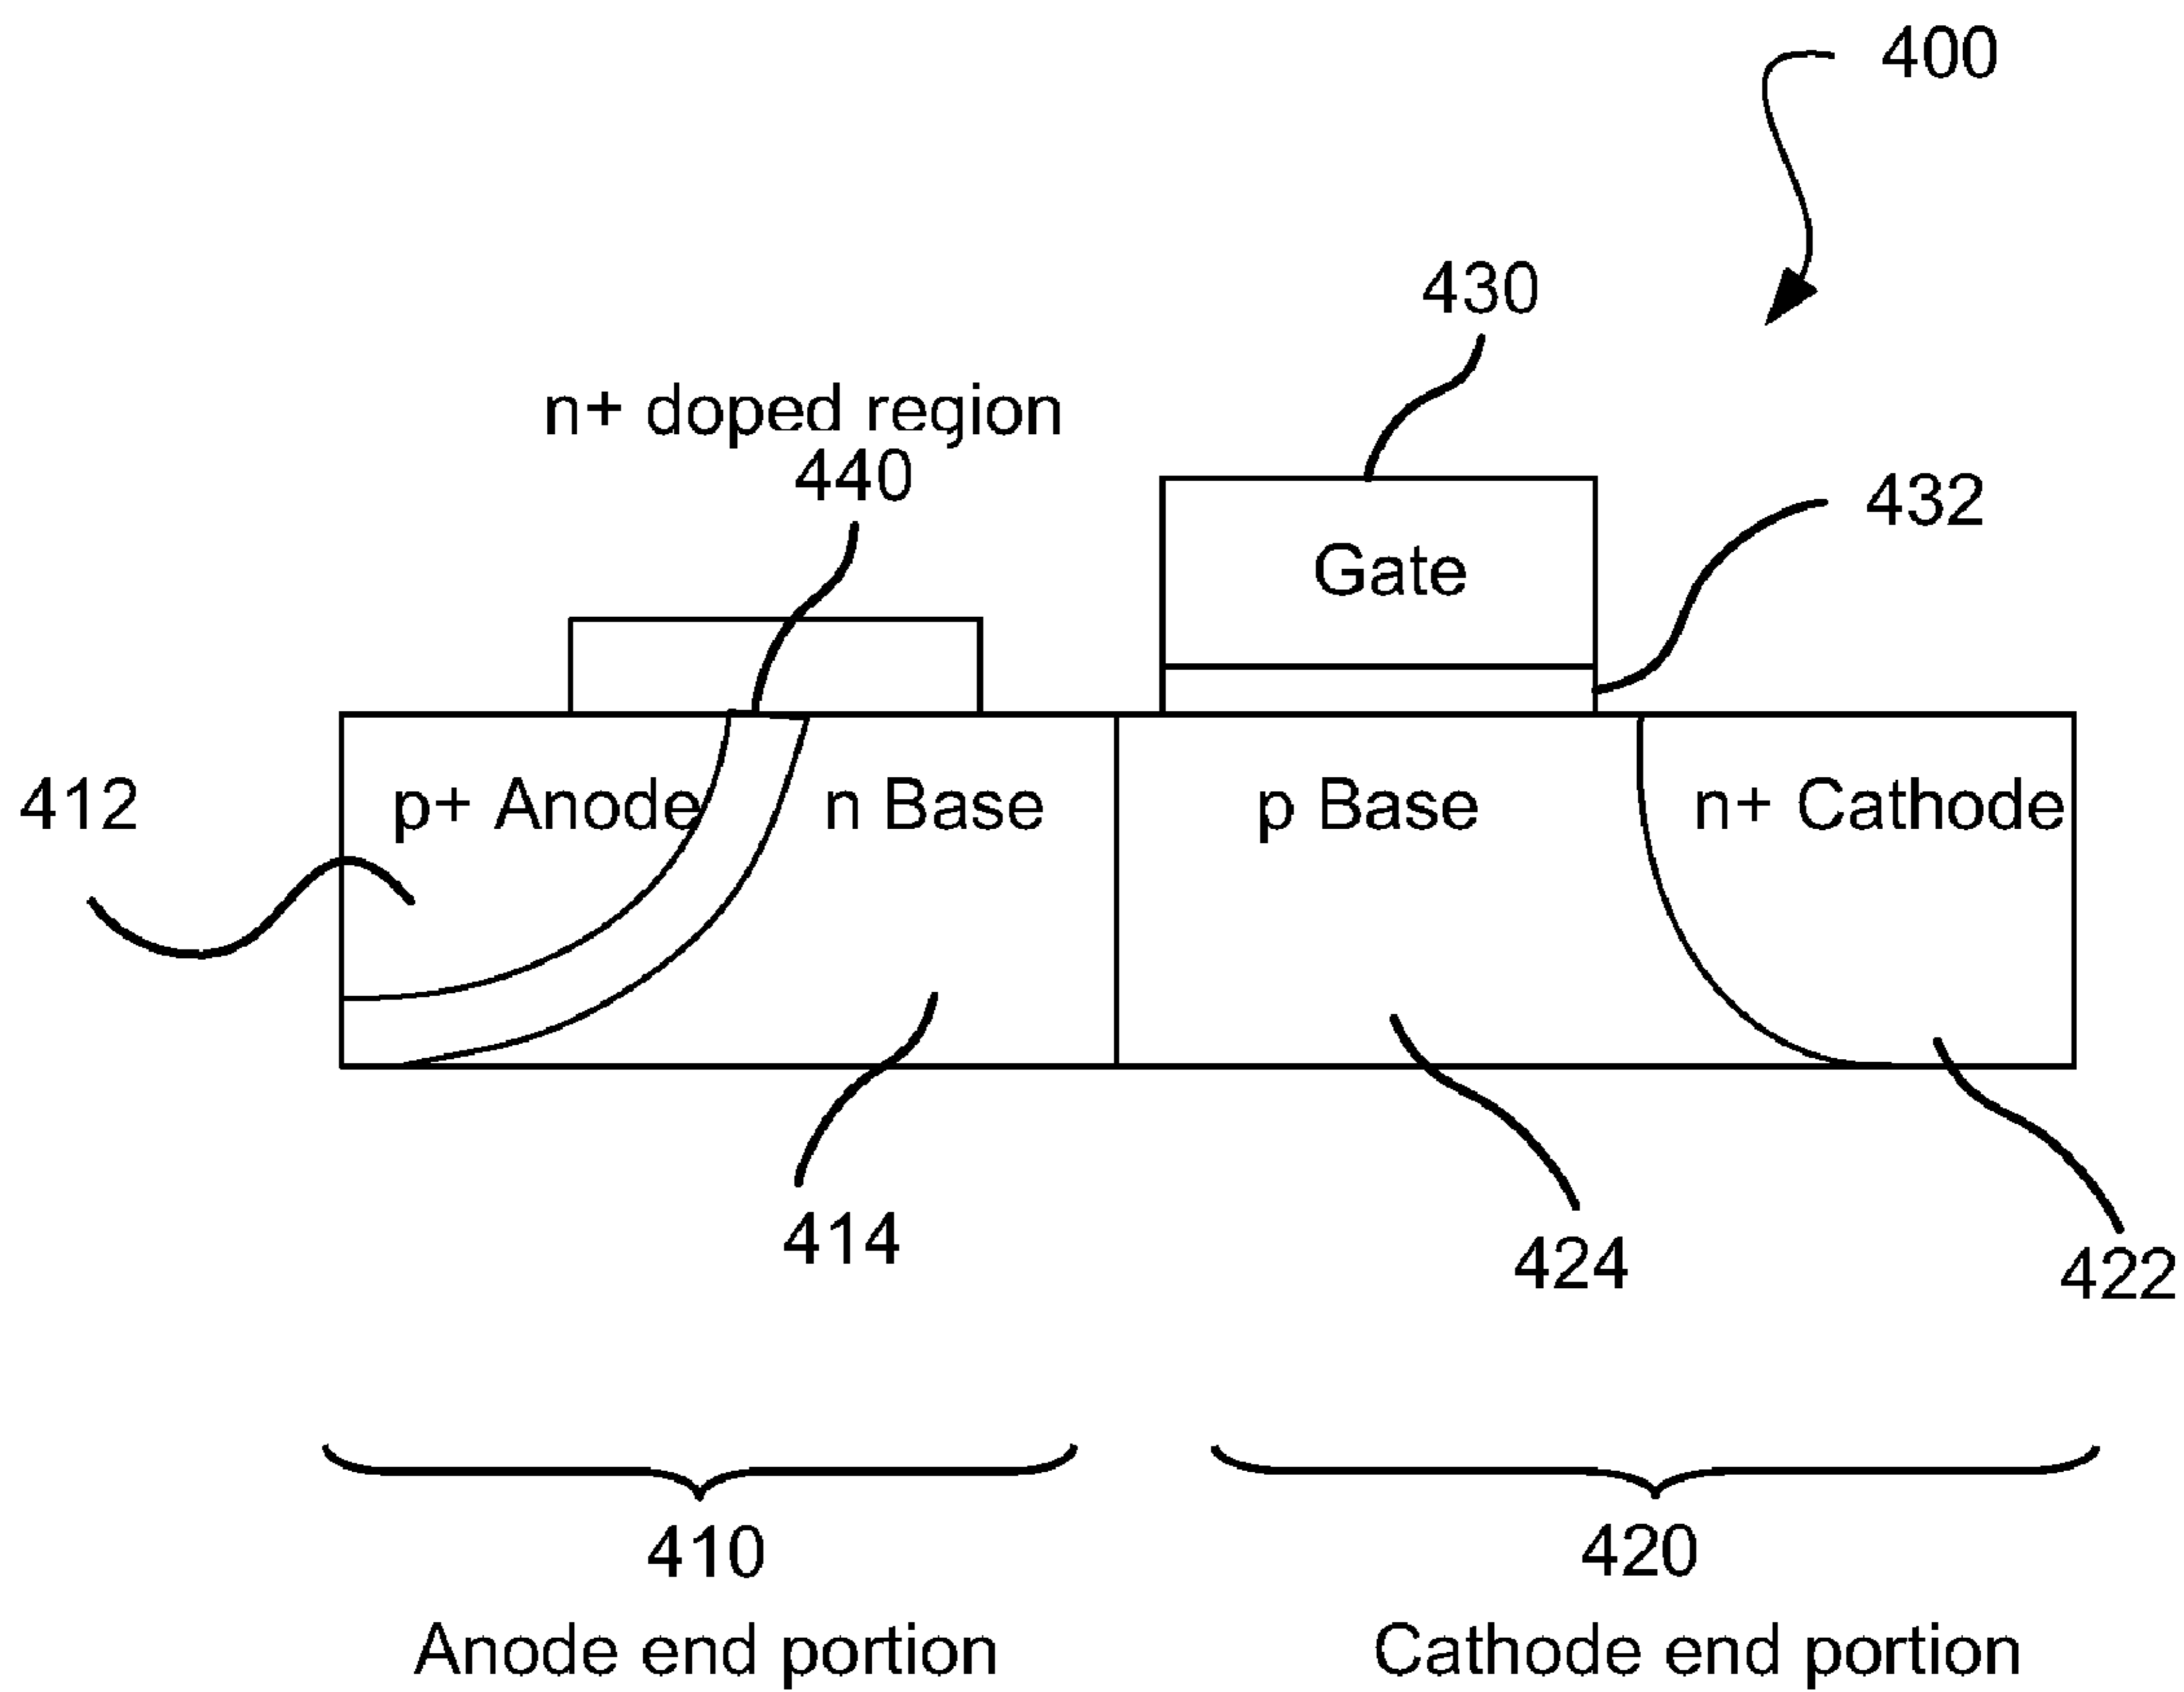 400
430
n+ doped region
440
432
Gate
412
p+ Anode
n Base
p Base
n+ Cathode
414
424
422
410
420
Anode end portion
Cathode end portion